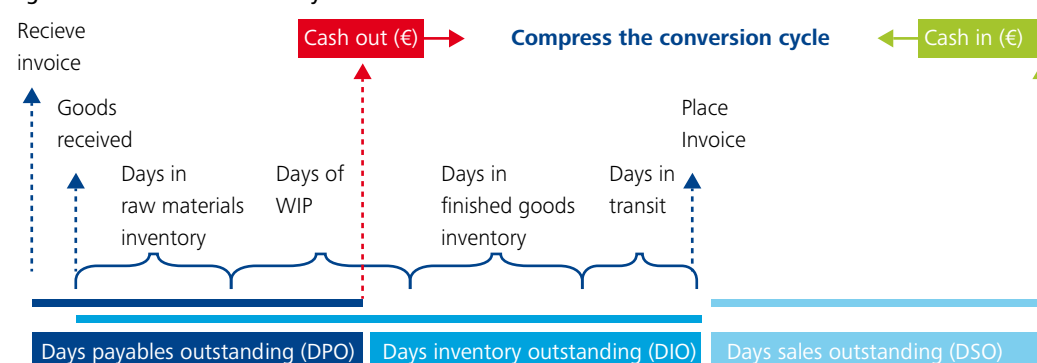 Recieve
invoice
Cash out (€)
Compress the conversion cycle
Cash in (€)
Goods
received
Place
Invoice
Days in
raw materials
inventory
Days of
WIP
Days in
finished goods
inventory
Days in
transit
Days payables outstanding (DPO)
Days inventory outstanding (DIO)
Days sales outstanding (DSO)